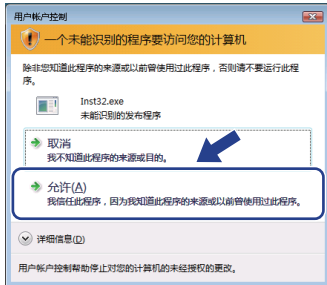 用户帐户控制
一个未能识别的程序要访问您的计算机
除非您知道此程序的来源或以前曾使用过此程序，否则请不要运行此程
序。
Inst32.exe
未能识别的发布程序
取消
我不知道此程序的来源或目的。
允许(A)
我信任此程序，因为我知道此程序的来源或以前曾使用过此程序。
详细信息(D)
用户帐户控制帮助停止对您的计算机的未经授权的更改。